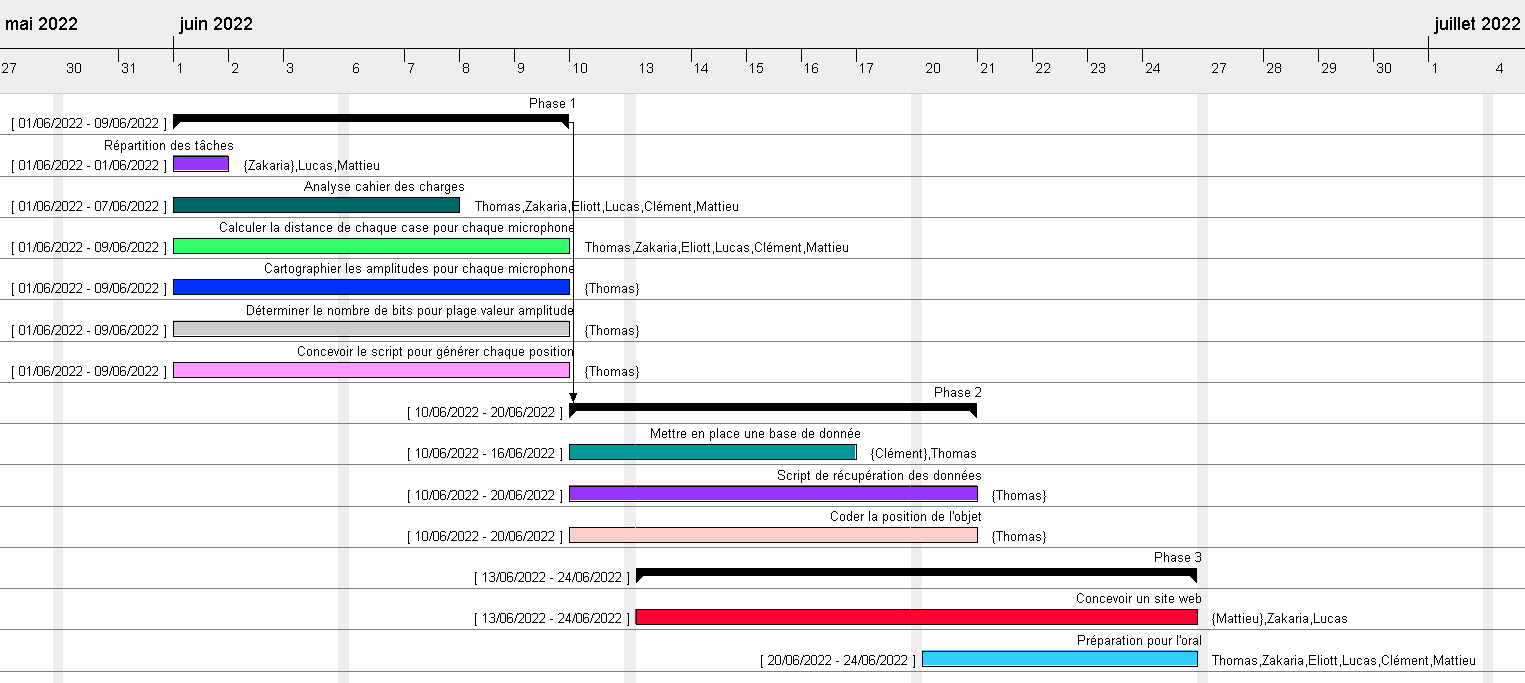 mai 2022 juin 2022 juillet 2022
27 30 31 1 2 3 6 7 8 9 10 13 14 15 16 17 20 21 22 23 24 27 28 29 30 1 4
Phase 1
[ 01/06/2022 - 09/06/2022 ]
Répartition des tâches
[ 01/06/2022 - 01/06/2022 ] {Zakaria},Lucas,Mattieu
Analyse cahier des charges
[ 01/06/2022 - 07/06/2022 ] Thomas,Zakaria,Eliott,Lucas,Clément,Mattieu
Calculer la distance de chaque case pour chaque microphone
[ 01/06/2022 - 09/06/2022 ] Thomas,Zakaria,Eliott,Lucas,Clément,Mattieu
Cartographier les amplitudes pour chaque microphone
[ 01/06/2022 - 09/06/2022 ] {Thomas}
Déterminer le nombre de bits pour plage valeur amplitude
[ 01/06/2022 - 09/06/2022 ] {Thomas}
Concevoir le script pour générer chaque position
[ 01/06/2022 - 09/06/2022 ] {Thomas}
Phase 2
[ 10/06/2022 - 20/06/2022 ]
Mettre en place une base de donnée
[ 10/06/2022 - 16/06/2022 ] {Clément},Thomas
Script de récupération des données
[ 10/06/2022 - 20/06/2022 ] {Thomas}
Coder la position de l'objet
[ 10/06/2022 - 20/06/2022 ] {Thomas}
Phase 3
[ 13/06/2022 - 24/06/2022 ]
Concevoir un site web
[ 13/06/2022 - 24/06/2022 ] {Mattieu},Zakaria,Lucas
Préparation pour l'oral
[ 20/06/2022 - 24/06/2022 ] Thomas,Zakaria,Eliott,Lucas,Clément,Mattieu